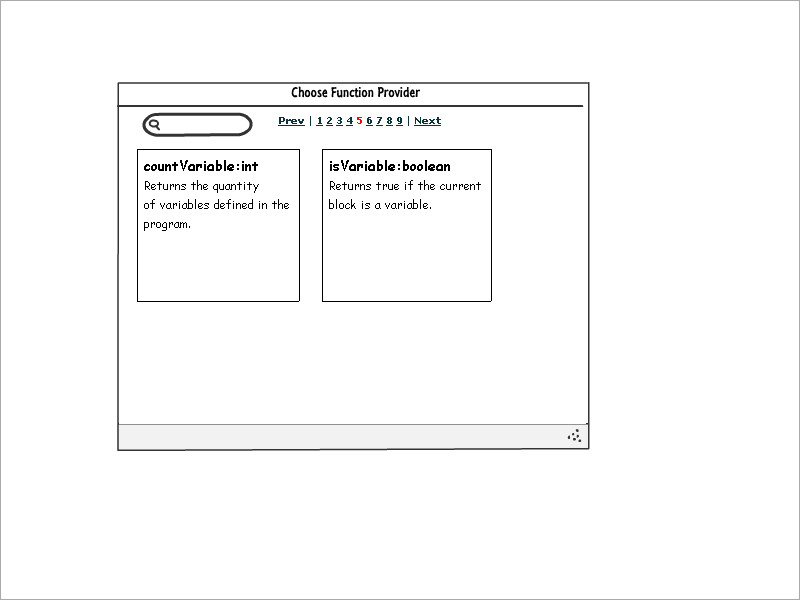 Choose Function Provider
Prev | 1 2 3 4 5 6 7 8 9 | Next
countVariable:int
Returns the quantity
of variables defined in the
program.
isVariable:boolean
Returns true if the current
block is a variable.